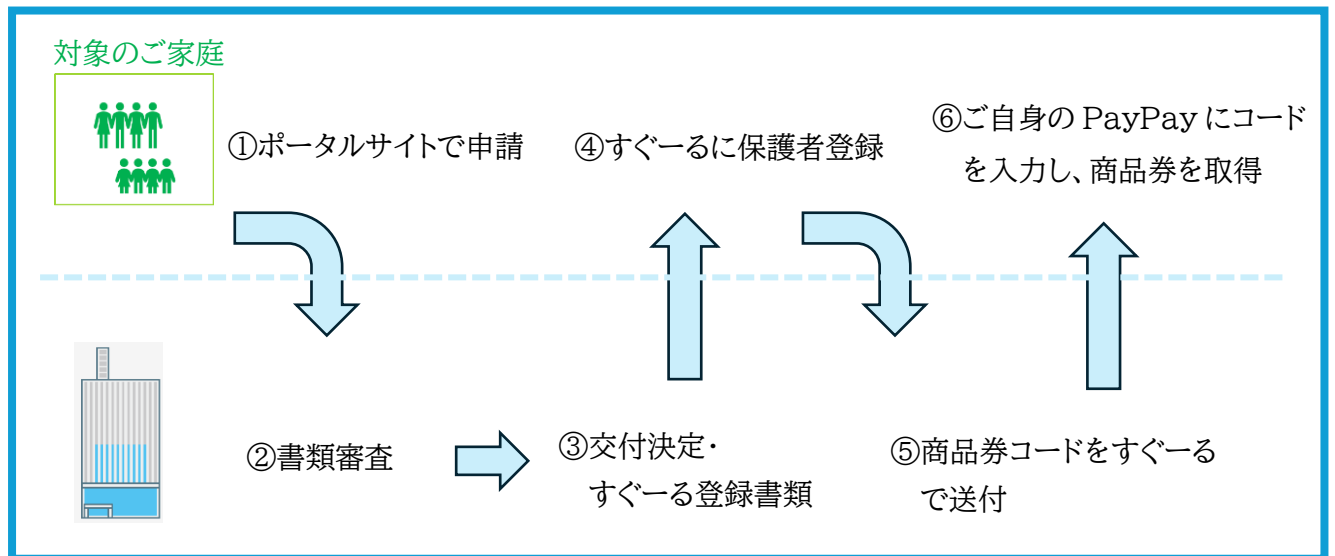 対象のご家庭
①ポータルサイトで申請
②書類審査
③交付決定・
すぐーる登録書類
④すぐーるに保護者登録
⑤商品券コードをすぐーる
で送付
⑥ご自身の PayPay にコード
を入力し、商品券を取得